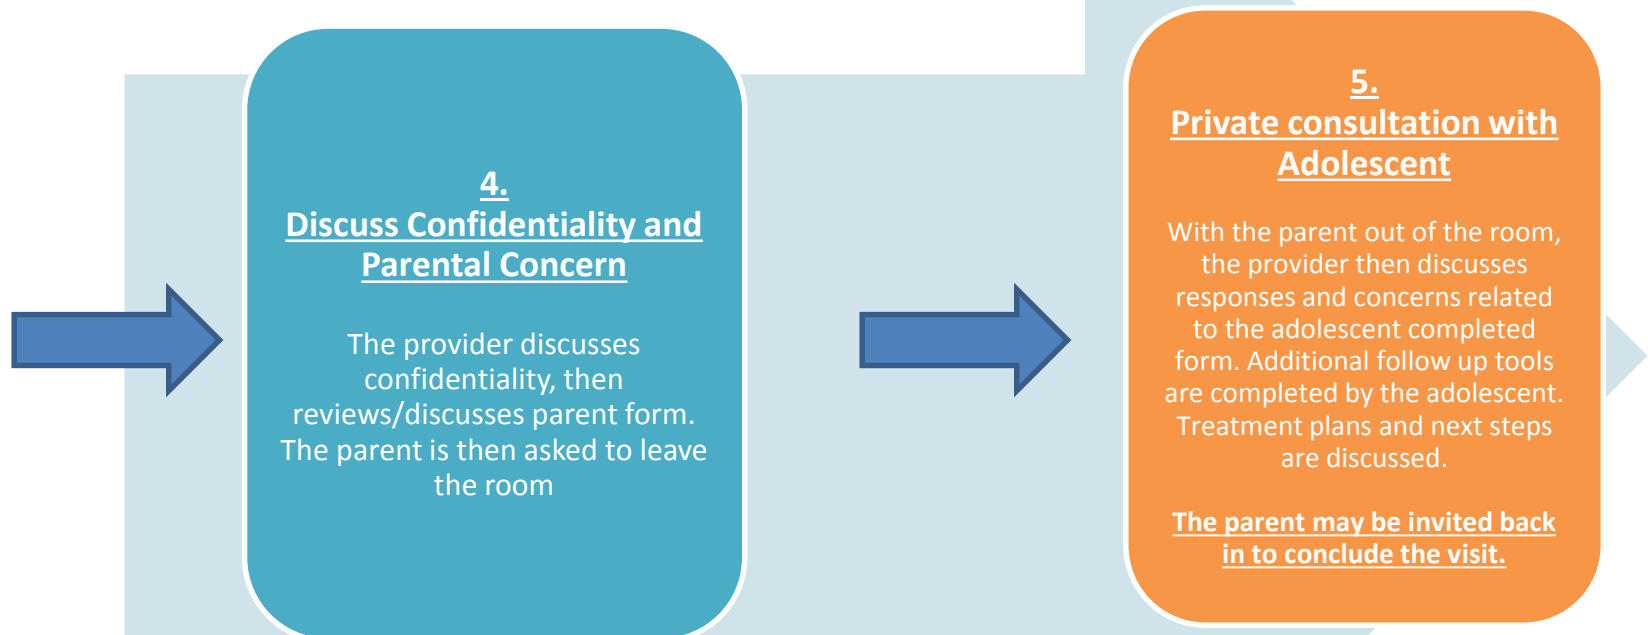 4.
Discuss Confidentiality and
Parental Concern
The provider discusses
confidentiality, then
reviews/discusses parent form.
The parent is then asked to leave
the room
5.
Private consultation with
Adolescent
With the parent out of the room,
the provider then discusses
responses and concerns related
to the adolescent completed
form. Additional follow up tools
are completed by the adolescent.
Treatment plans and next steps
are discussed.
The parent may be invited back
in to conclude the visit.